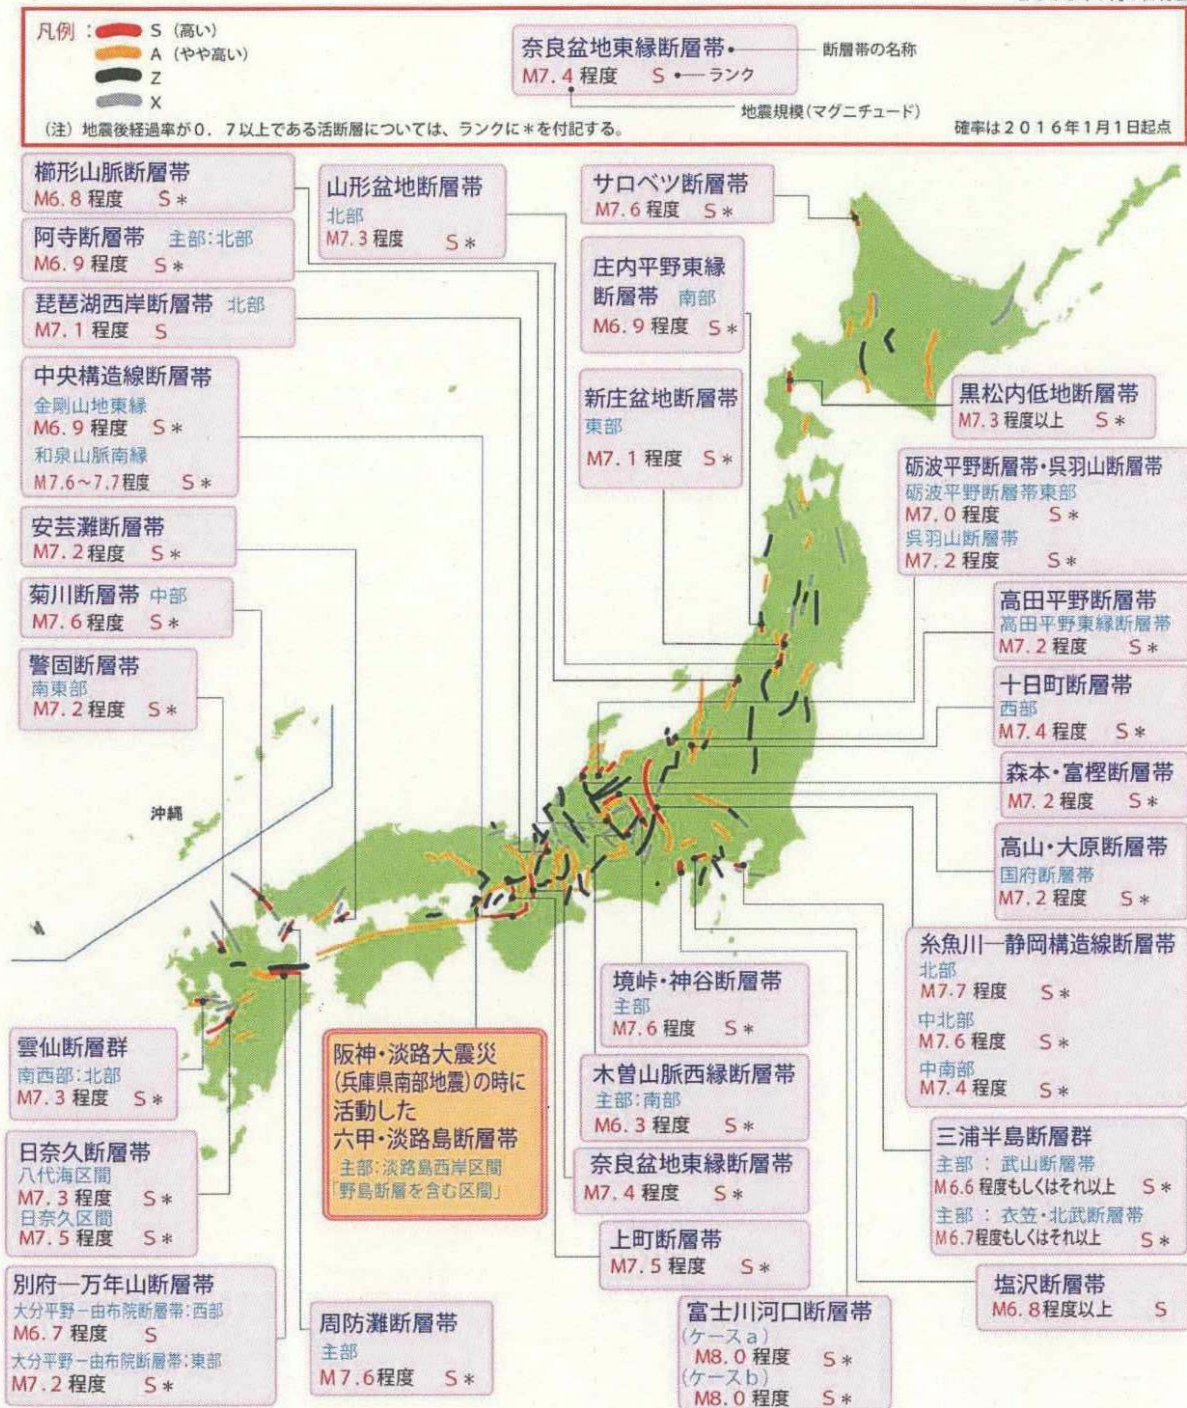 凡例：
S（高い）
A（やや高い）
Z
X
奈良盆地東縁断層帯
M7.4 程度 S
断層帯の名称
ランク
地震規模(マグニチュード)
（注）地震後経過率が０．７以上である活断層については、ランクに＊を付記する。
確率は２０１６年１月１日起点
櫛形山脈断層帯
M6.8 程度 S＊
阿寺断層帯 主部：北部
M6.9 程度 S＊
琵琶湖西岸断層帯 北部
M7.1 程度 S
中央構造線断層帯
金剛山地東縁
M6.9 程度 S＊
和泉山脈南縁
M7.6～7.7程度 S＊
安芸灘断層帯
M7.2 程度 S＊
菊川断層帯 中部
M7.6 程度 S＊
警固断層帯
南東部
M7.2 程度 S＊
山形盆地断層帯
北部
M7.3 程度 S＊
サロベツ断層帯
M7.6 程度 S＊
庄内平野東縁
断層帯 南部
M6.9 程度 S＊
新庄盆地断層帯
東部
M7.1 程度 S＊
黒松内低地断層帯
M7.3 程度以上 S＊
砺波平野断層帯・呉羽山断層帯
砺波平野断層帯東部
M7.0 程度 S＊
呉羽山断層帯
M7.2 程度 S＊
高田平野断層帯
高田平野東縁断層帯
M7.2 程度 S＊
十日町断層帯
西部
M7.4 程度 S＊
森本・富樫断層帯
M7.2 程度 S＊
高山・大原断層帯
国府断層帯
M7.2 程度 S＊
糸魚川―静岡構造線断層帯
北部
M7.7 程度 S＊
中北部
M7.6 程度 S＊
中南部
M7.4 程度 S＊
沖縄
境峠・神谷断層帯
主部
M7.6 程度 S＊
木曽山脈西縁断層帯
主部：南部
M6.3 程度 S＊
奈良盆地東縁断層帯
M7.4 程度 S＊
上町断層帯
M7.5 程度 S＊
三浦半島断層群
主部 ： 武山断層帯
M6.6 程度もしくはそれ以上 S＊
主部 ： 衣笠・北武断層帯
M6.7程度もしくはそれ以上 S＊
塩沢断層帯
M6.8程度以上 S
富士川河口断層帯
(ケースa)
M8.0 程度 S＊
(ケースb)
M8.0 程度 S＊
阪神・淡路大震災
(兵庫県南部地震)の時に
活動した
六甲・淡路島断層帯
主部：淡路島西岸区間
「野島断層を含む区間」
雲仙断層群
南西部：北部
M7.3 程度 S＊
日奈久断層帯
八代海区間
M7.3 程度 S＊
日奈久区間
M7.5 程度 S＊
別府―万年山断層帯
大分平野－由布院断層帯：西部
M6.7 程度 S
大分平野－由布院断層帯：東部
M7.2 程度 S＊
周防灘断層帯
主部
M7.6程度 S＊